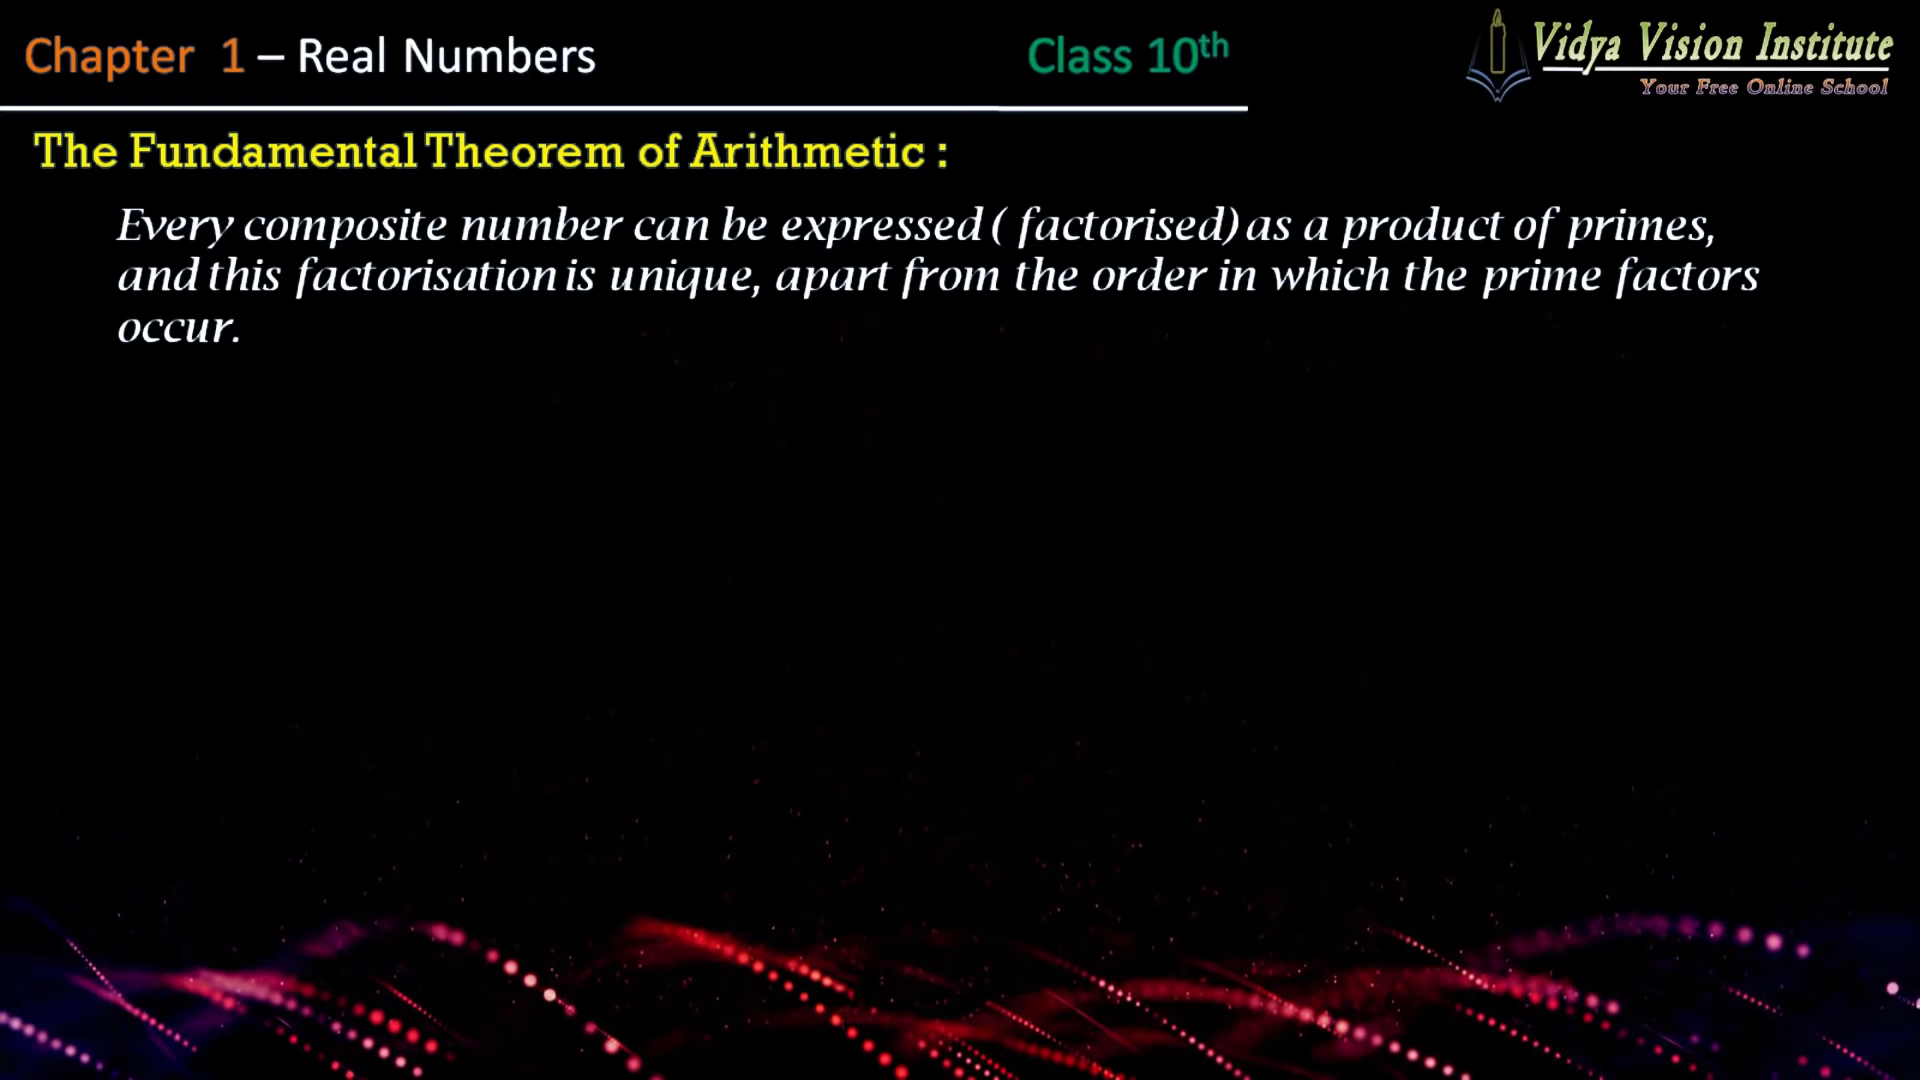 Chapter 1 – Real Numbers
Class 10th
Vidya Vision Institute
Your Free Online School
The Fundamental Theorem of Arithmetic :
Every composite number can be expressed ( factorised) as a product of primes,
and this factorisation is unique, apart from the order in which the prime factors
occur.